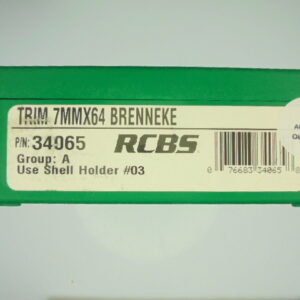 TRIM 7MMX64 BRENNEKE
P/N: 34065 RCBS
Group: A
Use Shell Holder #03
0 76683 34065